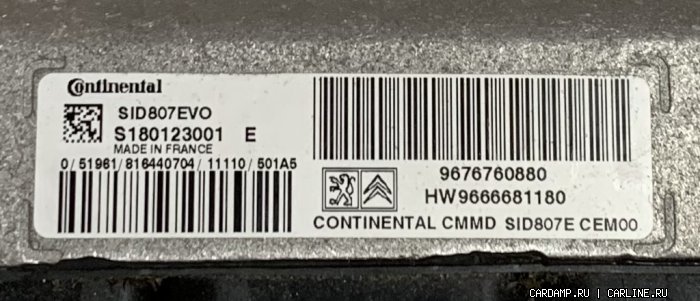 Continental
SID807EVO
S180123001 E
MADE IN FRANCE
0/51961/816440704/11110/501A5
9676760880
HW9666681180
CONTINENTAL CMMD SID807E CEM00
CARDAMP.RU | CARLINE.RU